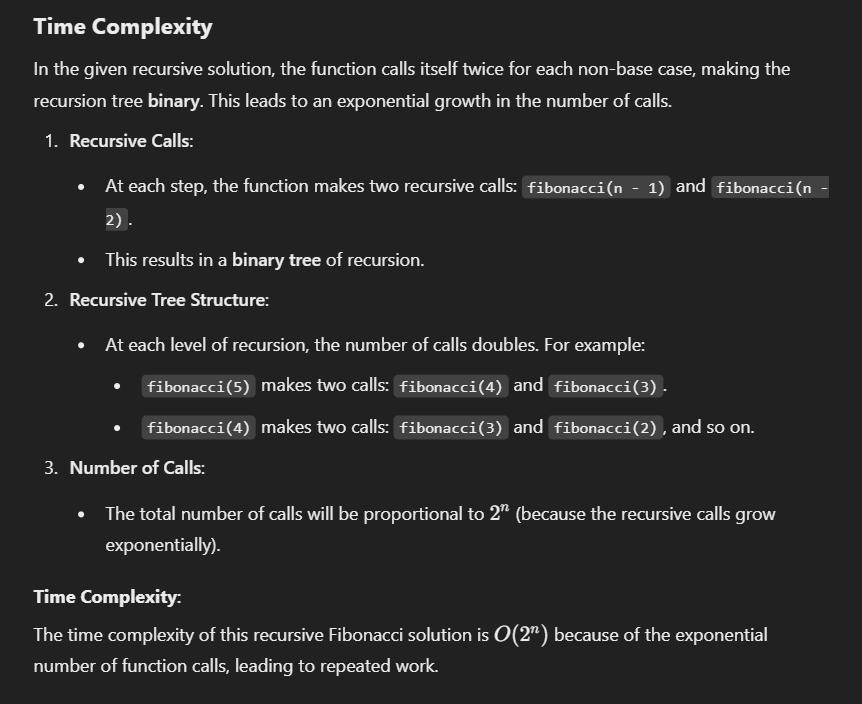 Time Complexity
In the given recursive solution, the function calls itself twice for each non-base case, making the
recursion tree binary. This leads to an exponential growth in the number of calls.
1. Recursive Calls:
• At each step, the function makes two recursive calls: fibonacci(n - 1) and fibonacci(n -
2) .
• This results in a binary tree of recursion.
2. Recursive Tree Structure:
• At each level of recursion, the number of calls doubles. For example:
• fibonacci(5) makes two calls: fibonacci(4) and fibonacci(3) .
• fibonacci(4) makes two calls: fibonacci(3) and fibonacci(2) , and so on.
3. Number of Calls:
• The total number of calls will be proportional to 2ⁿ (because the recursive calls grow
exponentially).
Time Complexity:
The time complexity of this recursive Fibonacci solution is O(2ⁿ) because of the exponential
number of function calls, leading to repeated work.